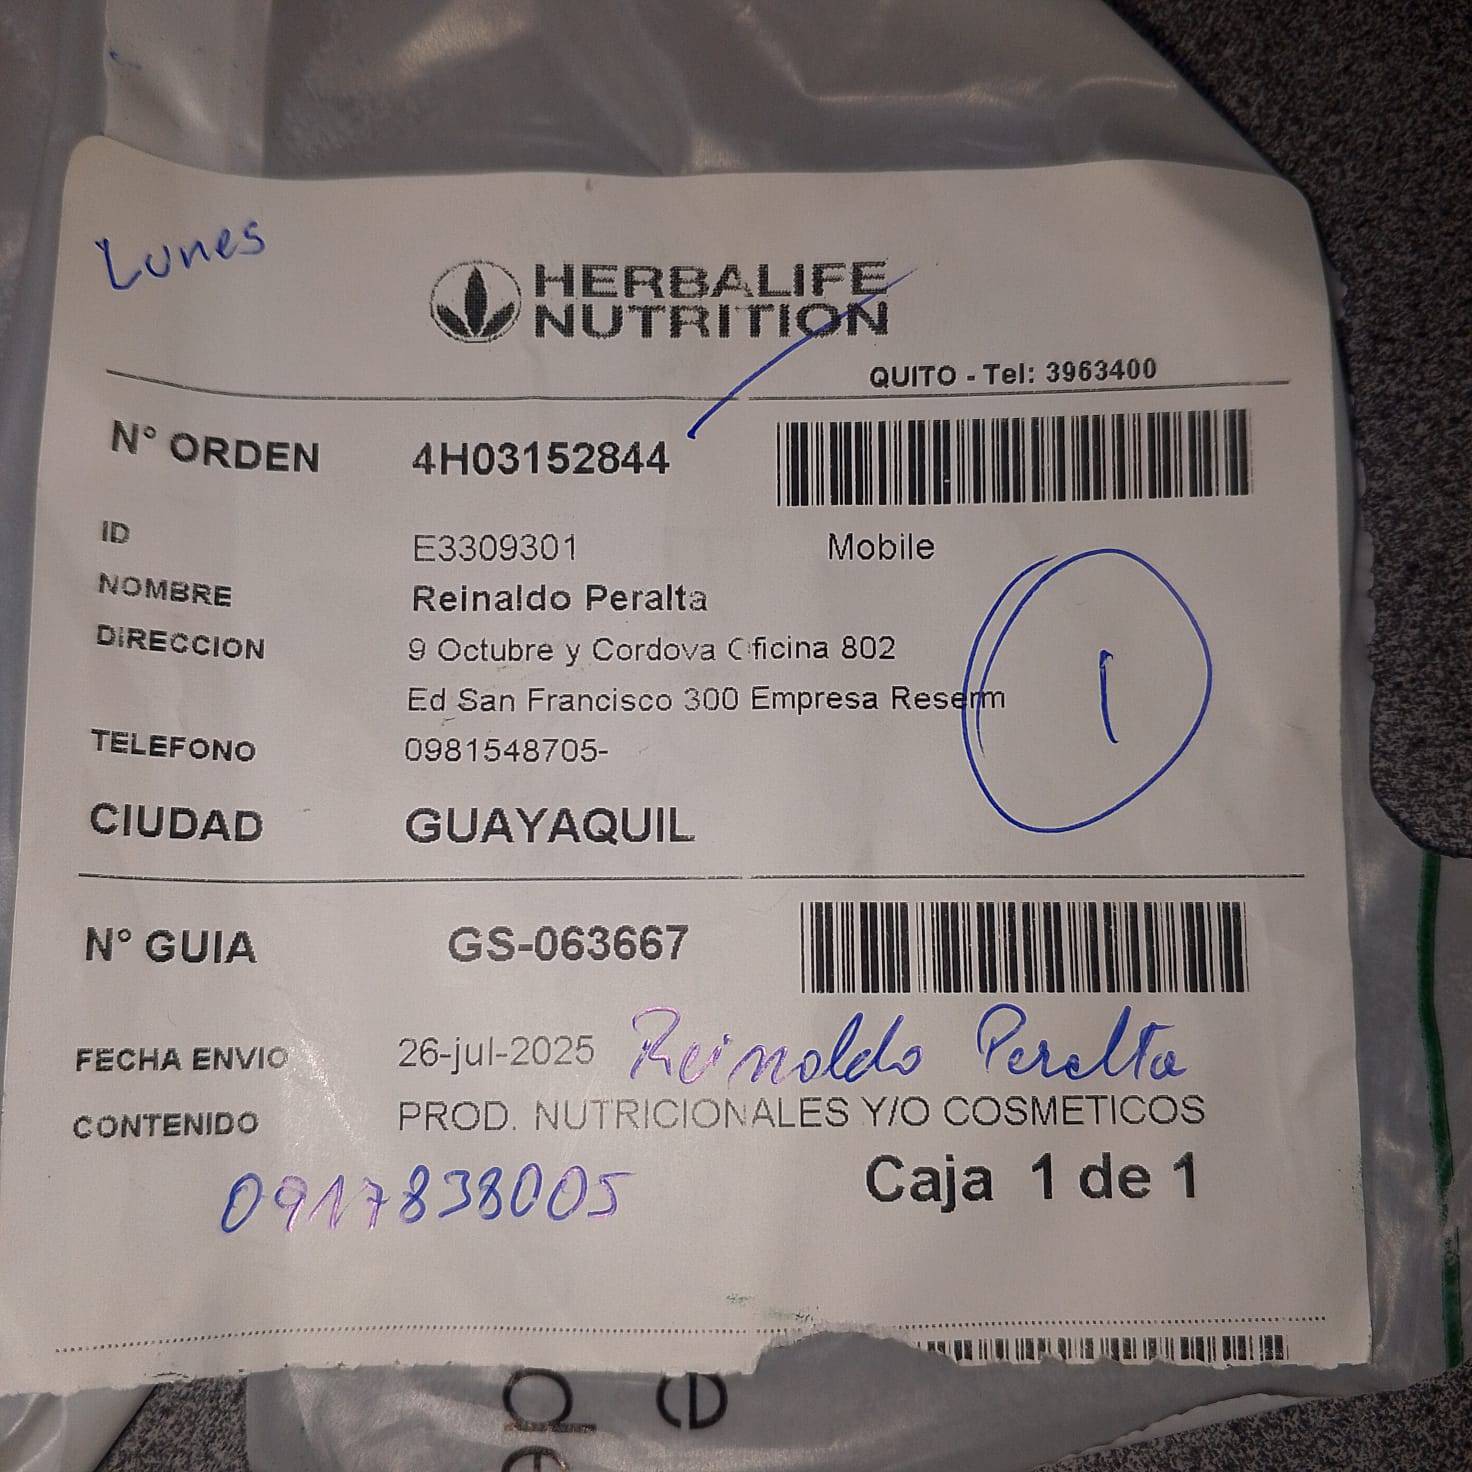 Lunes
HERBALIFE
NUTRITION
QUITO - Tel: 3963400
N° ORDEN 4H03152844
ID E3309301 Mobile
NOMBRE Reinaldo Peralta
DIRECCION 9 Octubre y Cordova Oficina 802
Ed San Francisco 300 Empresa Reserm
1
TELEFONO 0981548705-
CIUDAD GUAYAQUIL
N° GUIA GS-063667
FECHA ENVIO 26-jul-2025 Reinaldo Peralta
CONTENIDO PROD. NUTRICIONALES Y/O COSMETICOS
0917838005 Caja 1 de 1